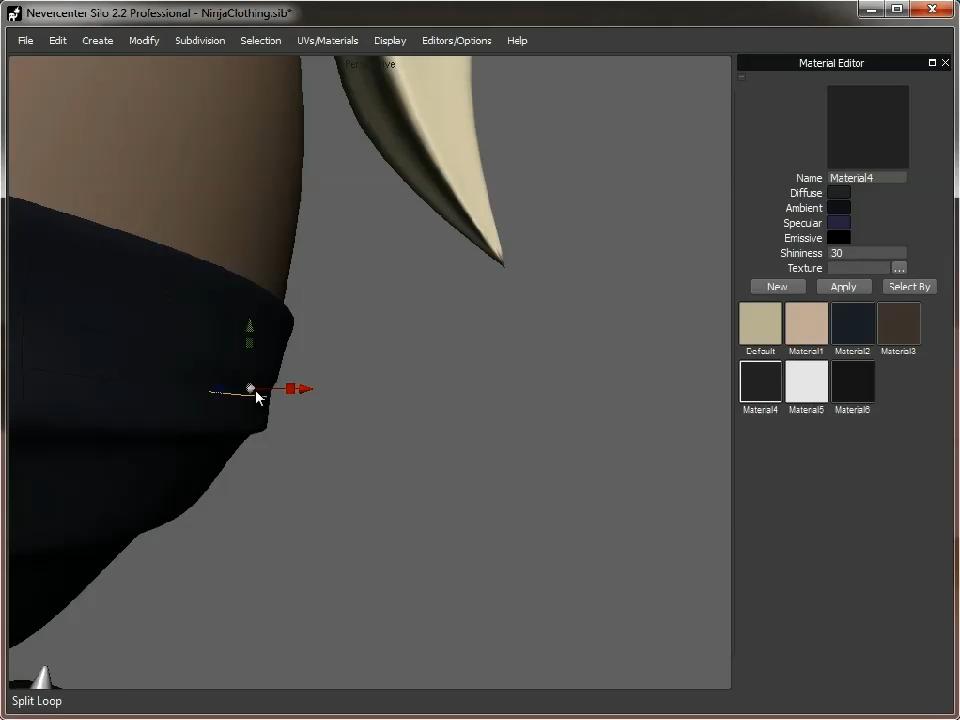 Nevercenter Silo 2.2 Professional - NinjaClothing.sib*
File Edit Create Modify Subdivision Selection UVs/Materials Display Editors/Options Help
Perspective
Material Editor
Name Material4
Diffuse
Ambient
Specular
Emissive
Shininess 30
Texture ...
New Apply Select By
Default Material1 Material2 Material3
Material4 Material5 Material6
Split Loop